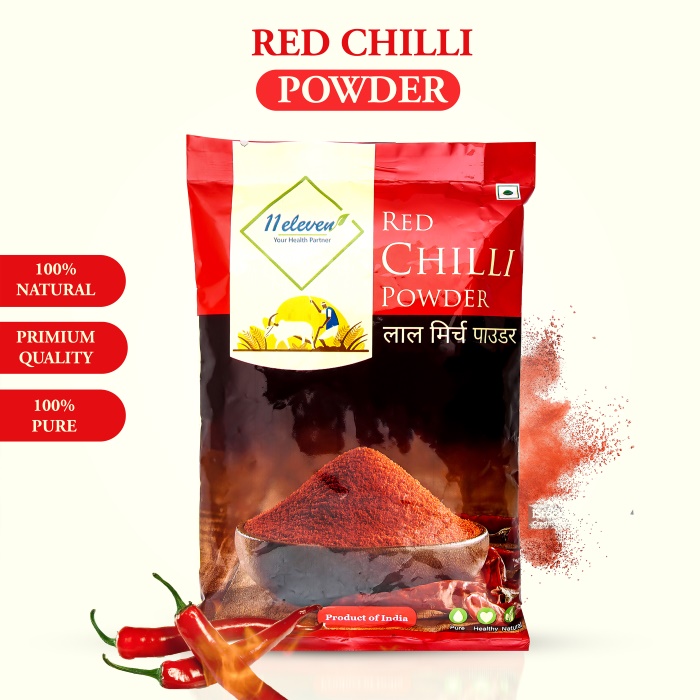 RED CHILLI
POWDER
11eleven
Your Health Partner
RED
CHILLI
POWDER
लाल मिर्च पाउडर
100%
NATURAL
PRIMIUM
QUALITY
100%
PURE
Product of India
Pure Healthy Natural